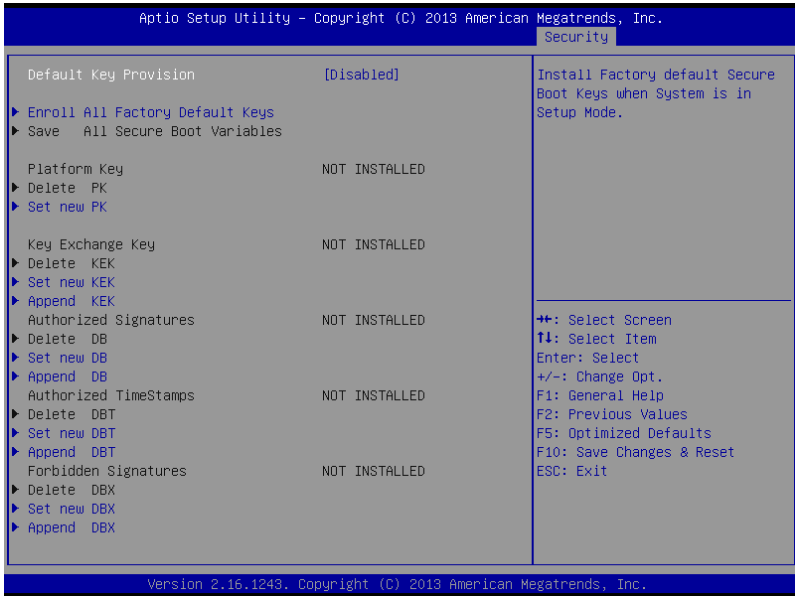 Aptio Setup Utility – Copyright (C) 2013 American Megatrends, Inc.
Security
Default Key Provision [Disabled]
Enroll All Factory Default Keys
Save All Secure Boot Variables
Platform Key NOT INSTALLED
Delete PK
Set new PK
Key Exchange Key NOT INSTALLED
Delete KEK
Set new KEK
Append KEK
Authorized Signatures NOT INSTALLED
Delete DB
Set new DB
Append DB
Authorized TimeStamps NOT INSTALLED
Delete DBT
Set new DBT
Append DBT
Forbidden Signatures NOT INSTALLED
Delete DBX
Set new DBX
Append DBX
Install Factory default Secure
Boot Keys when System is in
Setup Mode.
→←: Select Screen
↑↓: Select Item
Enter: Select
+/-: Change Opt.
F1: General Help
F2: Previous Values
F5: Optimized Defaults
F10: Save Changes & Reset
ESC: Exit
Version 2.16.1243. Copyright (C) 2013 American Megatrends, Inc.